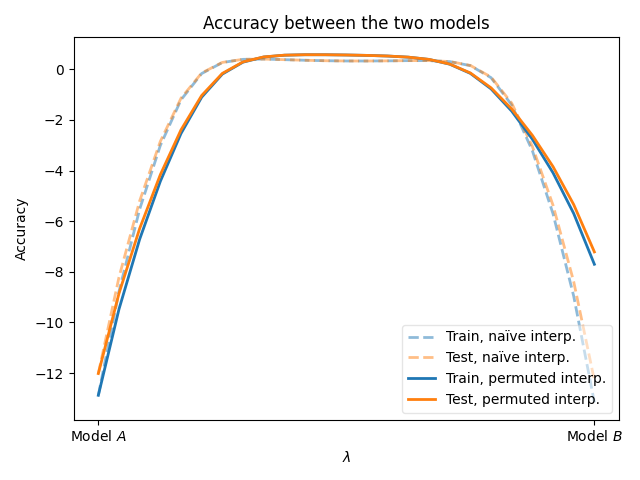 Accuracy between the two models
Accuracy
0
−2
−4
−6
−8
−10
−12
Train, naïve interp.
Test, naïve interp.
Train, permuted interp.
Test, permuted interp.
Model A
Model B
λ